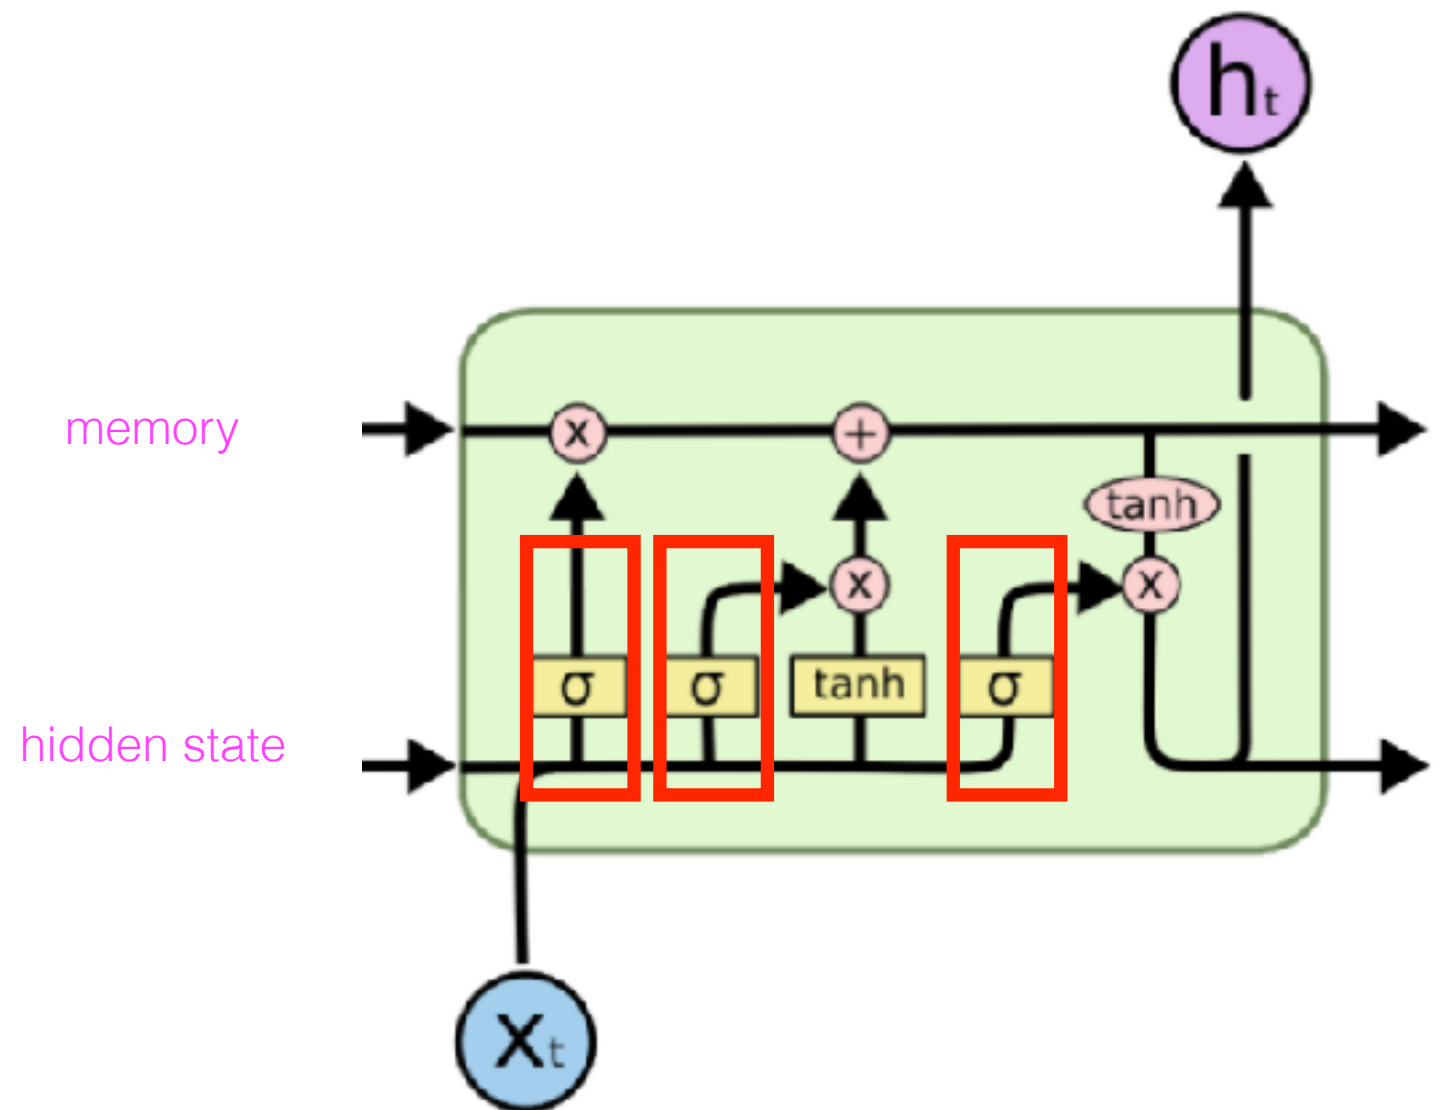 ht
memory
x
+
tanh
x
x
σ
σ
tanh
σ
hidden state
xt